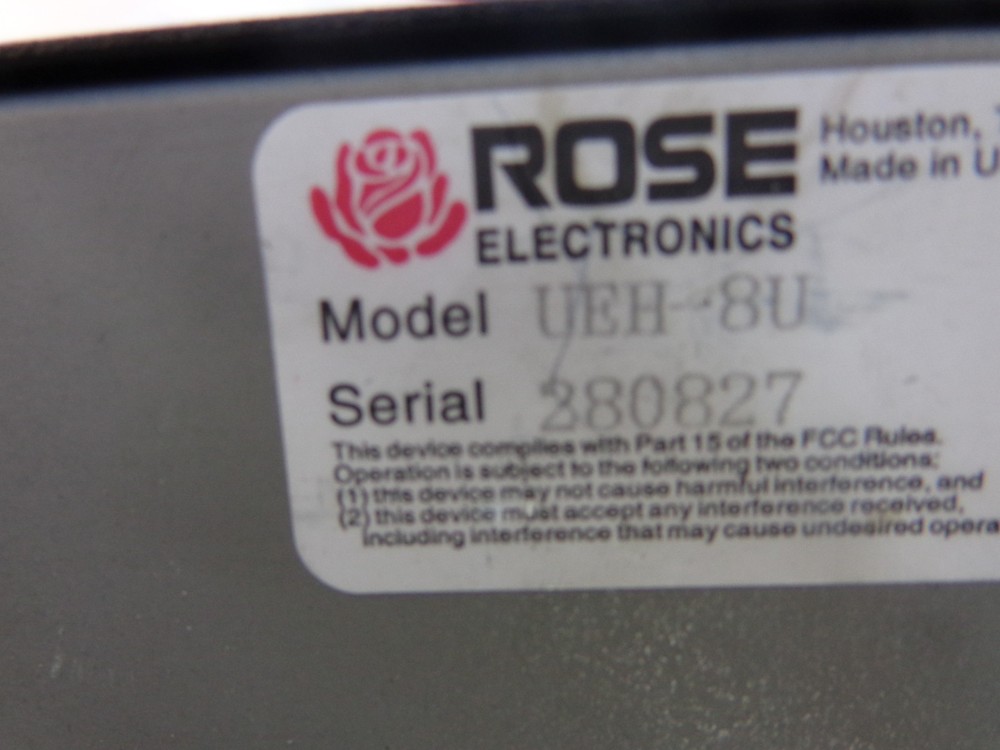 ROSE
ELECTRONICS
Houston,
Made in U
Model UEH-8U
Serial 280827
This device complies with Part 15 of the FCC Rules.
Operation is subject to the following two conditions:
(1) this device may not cause harmful interference, and
(2) this device must accept any interference received,
including interference that may cause undesired opera